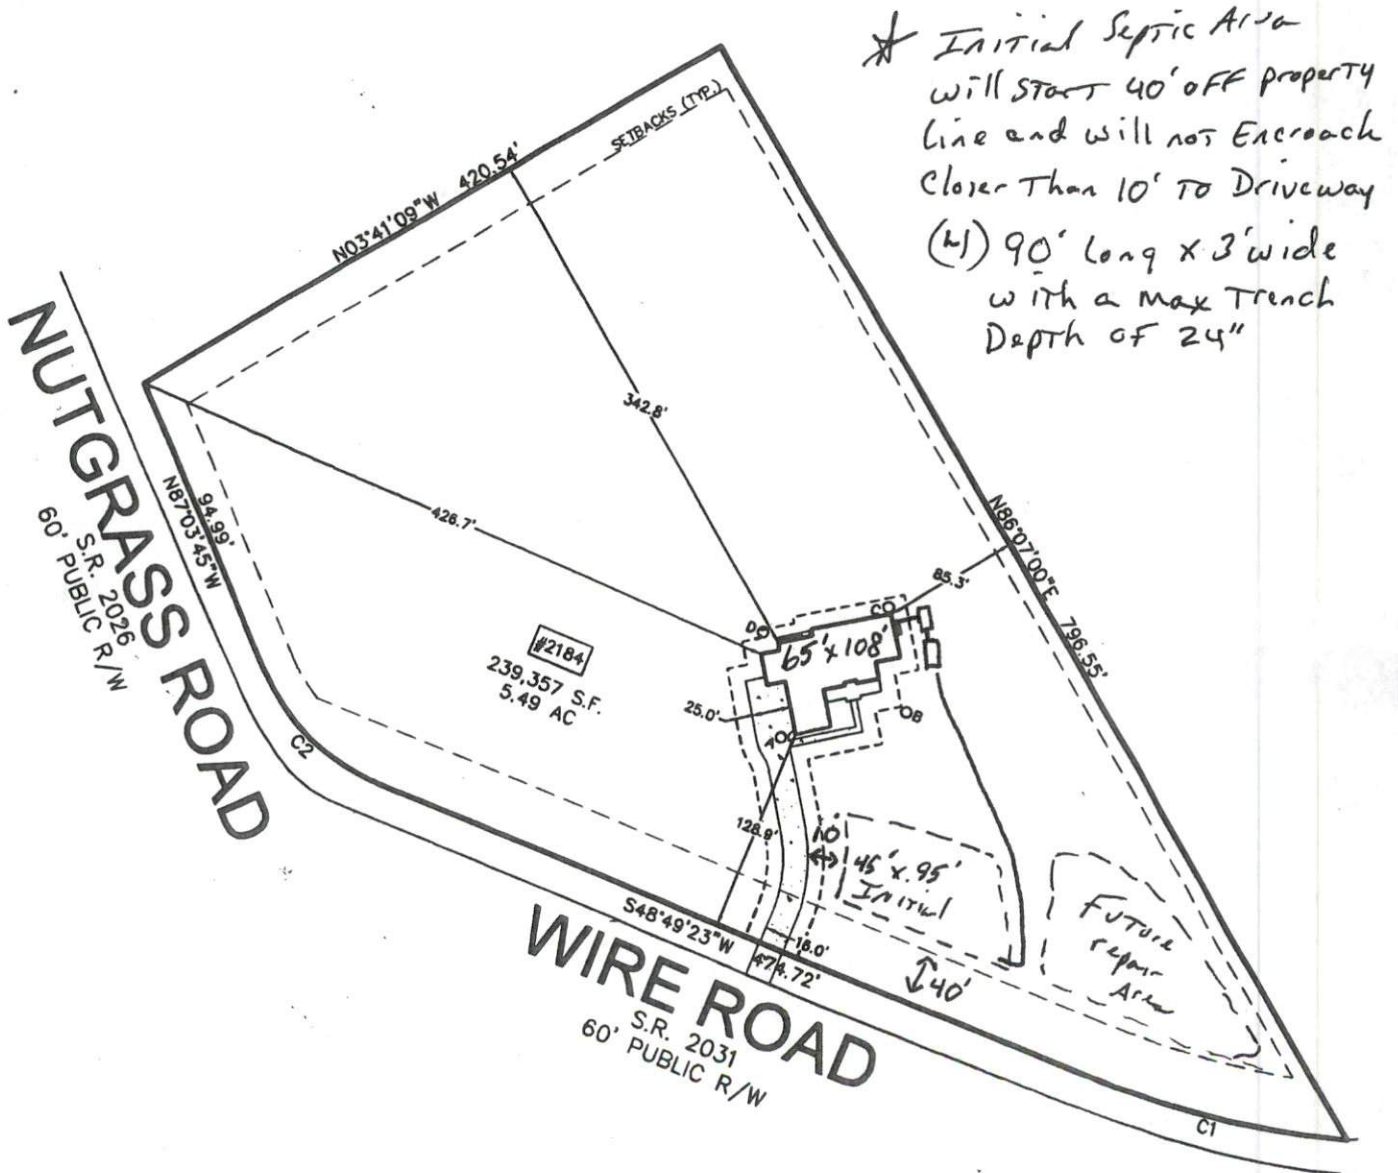 * Initial Septic Area
will start 40' off property
line and will not Encroach
Closer Than 10' To Driveway
(4) 90' long x 3' wide
with a max Trench
Depth of 24"
SETBACKS (TYP.)
N03°41'09"W 420.54'
342.8'
426.7'
NUTGRASS ROAD
S.R. 2026
60' PUBLIC R/W
N87°03'45"W
94.99'
N86°07'00"E 796.55'
85.3'
DO
CO
65' x 108'
#2184
239,357 S.F.
5.49 AC
25.0'
AO
OB
C2
128.9'
10'
45' x 95'
Initial
Future
repair
Area
S48°49'23"W
474.72'
16.0'
40'
WIRE ROAD
S.R. 2031
60' PUBLIC R/W
C1